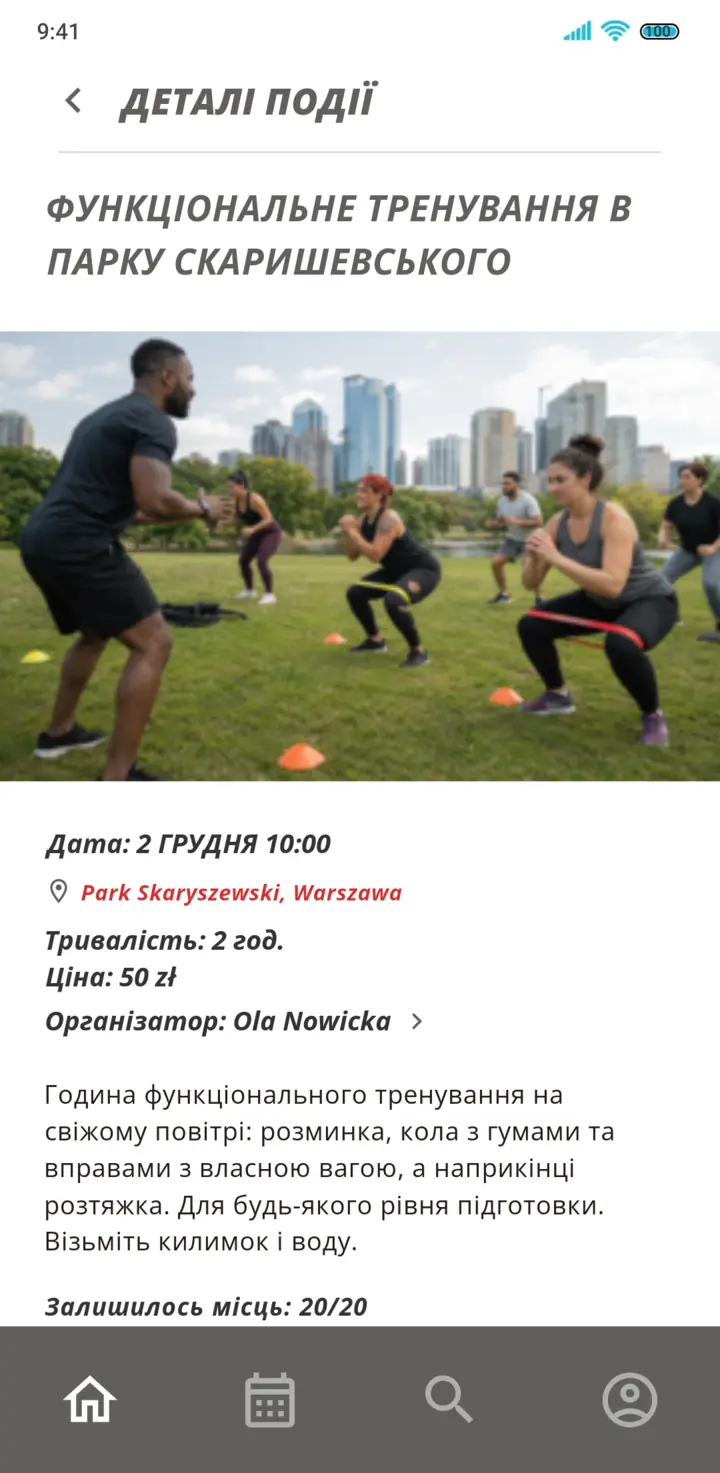 9:41
100
ДЕТАЛІ ПОДІЇ
ФУНКЦІОНАЛЬНЕ ТРЕНУВАННЯ В
ПАРКУ СКАРИШЕВСЬКОГО
Дата: 2 ГРУДНЯ 10:00
Park Skaryszewski, Warszawa
Тривалість: 2 год.
Ціна: 50 zł
Організатор: Ola Nowicka
Година функціонального тренування на
свіжому повітрі: розминка, кола з гумами та
вправами з власною вагою, а наприкінці
розтяжка. Для будь-якого рівня підготовки.
Візьміть килимок і воду.
Залишилось місць: 20/20